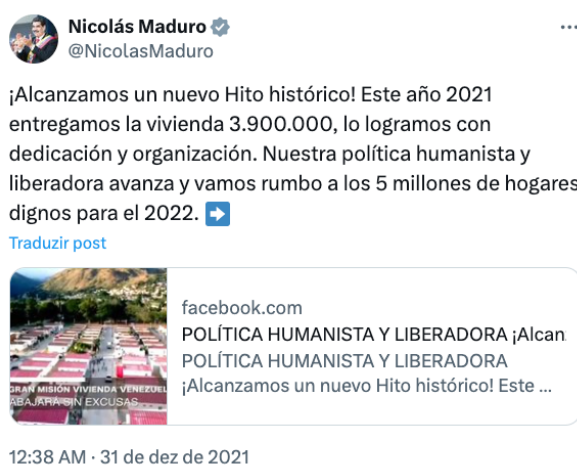 Nicolás Maduro
@NicolasMaduro
¡Alcanzamos un nuevo Hito histórico! Este año 2021
entregamos la vivienda 3.900.000, lo logramos con
dedicación y organización. Nuestra política humanista y
liberadora avanza y vamos rumbo a los 5 millones de hogares
dignos para el 2022. ➡️
Traduzir post
facebook.com
POLÍTICA HUMANISTA Y LIBERADORA ¡Alcan
POLÍTICA HUMANISTA Y LIBERADORA
¡Alcanzamos un nuevo Hito histórico! Este ...
GRAN MISIÓN VIVIENDA VENEZUEL
ABAJARÁ SIN EXCUSAS
12:38 AM · 31 de dez de 2021